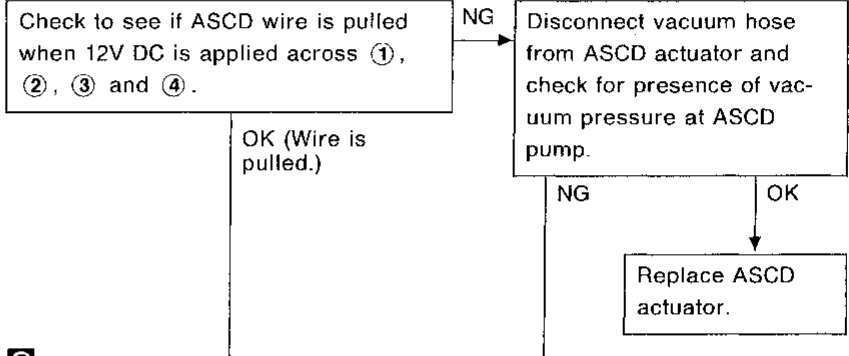 Check to see if ASCD wire is pulled
when 12V DC is applied across ①,
②, ③ and ④.
NG
Disconnect vacuum hose
from ASCD actuator and
check for presence of vac-
uum pressure at ASCD
pump.
OK (Wire is
pulled.)
NG
OK
Replace ASCD
actuator.